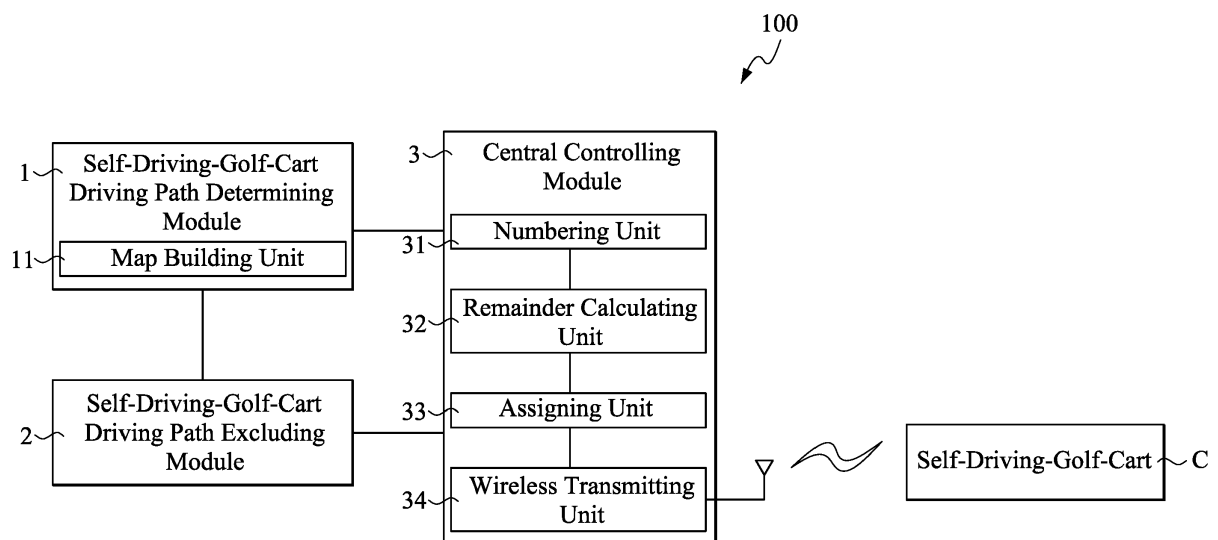 100
1
Self-Driving-Golf-Cart
Driving Path Determining
Module
11
Map Building Unit
2
Self-Driving-Golf-Cart
Driving Path Excluding
Module
3
Central Controlling
Module
31
Numbering Unit
32
Remainder Calculating
Unit
33
Assigning Unit
34
Wireless Transmitting
Unit
Self-Driving-Golf-Cart
C